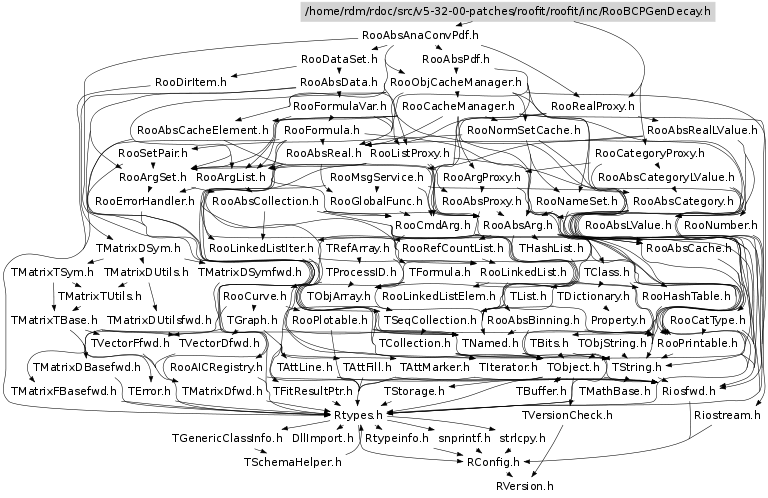 /home/rdm/rdoc/src/v5-32-00-patches/roofit/roofit/inc/RooBCPGenDecay.h
RooAbsAnaConvPdf.h
RooDataSet.h RooAbsPdf.h
RooDirItem.h RooAbsData.h RooObjCacheManager.h
RooFormulaVar.h RooCacheManager.h RooRealProxy.h
RooAbsCacheElement.h RooFormula.h RooNormSetCache.h RooAbsRealLValue.h
RooSetPair.h RooAbsReal.h RooListProxy.h RooCategoryProxy.h
RooArgSet.h RooArgList.h RooMsgService.h RooArgProxy.h RooAbsCategoryLValue.h
RooErrorHandler.h RooAbsCollection.h RooGlobalFunc.h RooAbsProxy.h RooNameSet.h RooAbsCategory.h
RooCmdArg.h RooAbsArg.h RooAbsLValue.h RooNumber.h
TMatrixDSym.h RooLinkedListIter.h TRefArray.h RooRefCountList.h THashList.h RooAbsCache.h
TMatrixTSym.h TMatrixDUtils.h TMatrixDSymfwd.h TProcessID.h TFormula.h RooLinkedList.h TClass.h
TMatrixTUtils.h RooCurve.h TObjArray.h RooLinkedListElem.h TList.h TDictionary.h RooHashTable.h
TMatrixTBase.h TMatrixDUtilsfwd.h TGraph.h RooPlotable.h TSeqCollection.h RooAbsBinning.h Property.h RooCatType.h
TVectorFfwd.h TVectorDfwd.h TCollection.h TNamed.h TBits.h TObjString.h RooPrintable.h
TMatrixDBasefwd.h RooAICRegistry.h TAttLine.h TAttFill.h TAttMarker.h TIterator.h TObject.h TString.h
TMatrixFBasefwd.h TError.h TMatrixDfwd.h TFitResultPtr.h TStorage.h TBuffer.h TMathBase.h Riosfwd.h
Rtypes.h TVersionCheck.h Riostream.h
TGenericClassInfo.h DllImport.h Rtypeinfo.h snprintf.h strlcpy.h
TSchemaHelper.h RConfig.h
RVersion.h